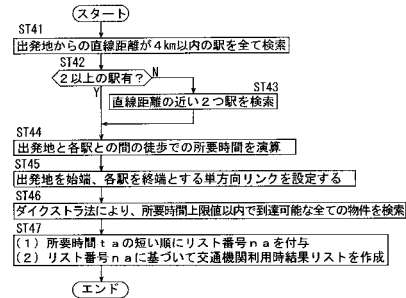 スタート
ST41
出発地からの直線距離が4km以内の駅を全て検索
ST42
2以上の駅有?
N
Y
ST43
直線距離の近い2つ駅を検索
ST44
出発地と各駅との間の徒歩での所要時間を演算
ST45
出発地を始端、各駅を終端とする単方向リンクを設定する
ST46
ダイクストラ法により、所要時間上限値以内で到達可能な全ての物件を検索
ST47
(1)所要時間taの短い順にリスト番号naを付与
(2)リスト番号naに基づいて交通機関利用時結果リストを作成
エンド